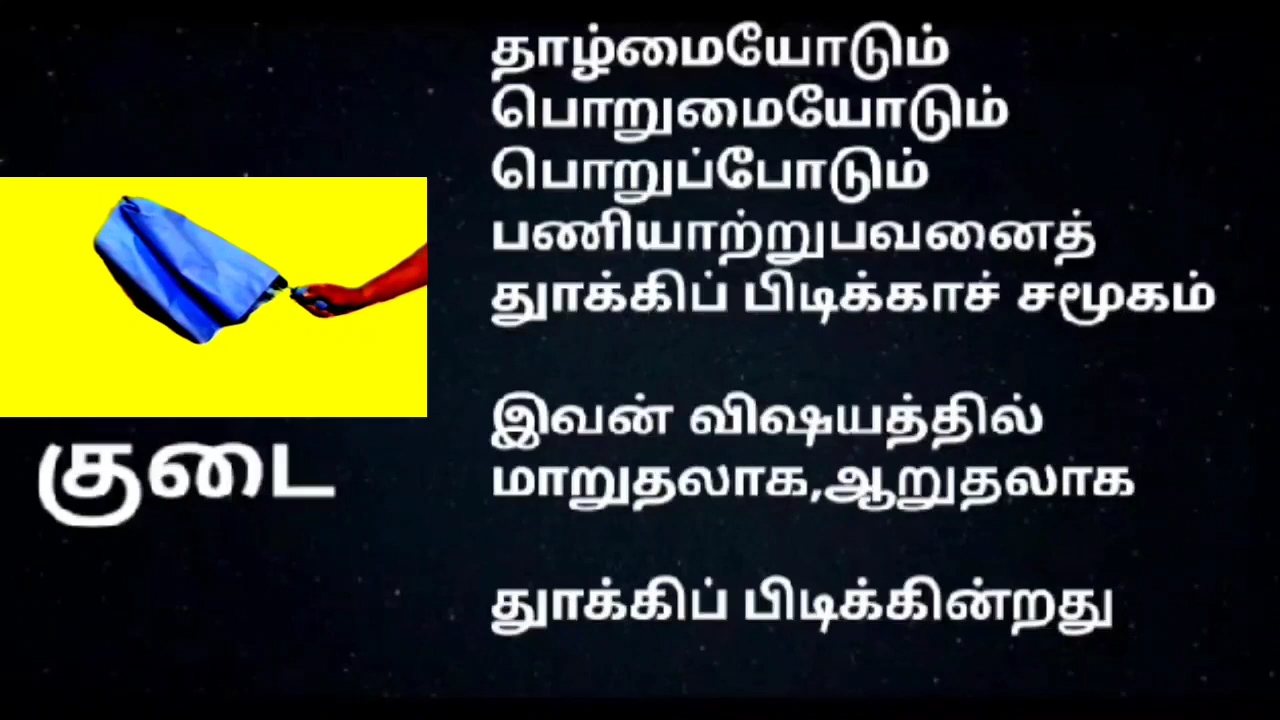 குடை
தாழ்மையோடும்
பொறுமையோடும்
பொறுப்போடும்
பணியாற்றுபவனைத்
தூக்கிப் பிடிக்காச் சமூகம்
இவன் விஷயத்தில்
மாறுதலாக,ஆறுதலாக
தூக்கிப் பிடிக்கின்றது